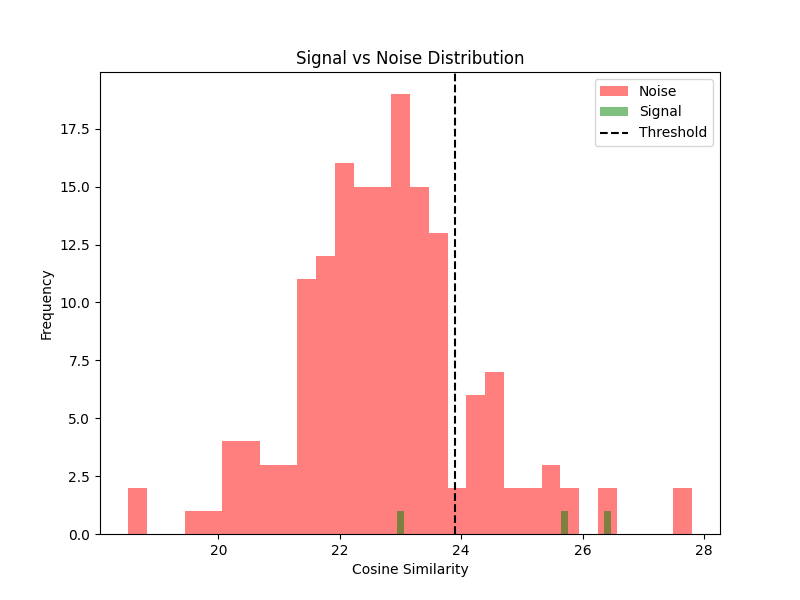 Signal vs Noise Distribution
Noise
Signal
Threshold
Frequency
17.5
15.0
12.5
10.0
7.5
5.0
2.5
0.0
20 22 24 26 28
Cosine Similarity